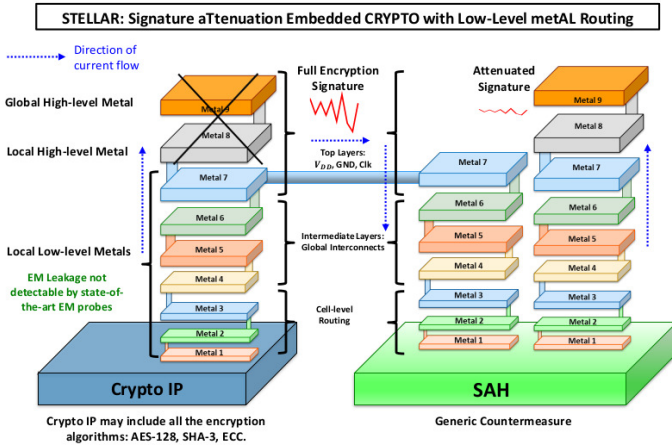 STELLAR: Signature aTtenuation Embedded CRYPTO with Low-Level metAL Routing
Direction of
current flow
Global High-level Metal
Local High-level Metal
Local Low-level Metals
EM Leakage not
detectable by state-of-
the-art EM probes
Metal 9
Metal 8
Metal 7
Metal 6
Metal 5
Metal 4
Metal 3
Metal 2
Metal 1
Crypto IP
Crypto IP may include all the encryption
algorithms: AES-128, SHA-3, ECC.
Full Encryption
Signature
Top Layers:
V_DD, GND, Clk
Intermediate Layers:
Global Interconnects
Cell-level
Routing
Attenuated
Signature
Metal 7
Metal 6
Metal 5
Metal 4
Metal 3
Metal 2
Metal 1
Metal 9
Metal 8
Metal 7
Metal 6
Metal 5
Metal 4
Metal 3
Metal 2
Metal 1
SAH
Generic Countermeasure